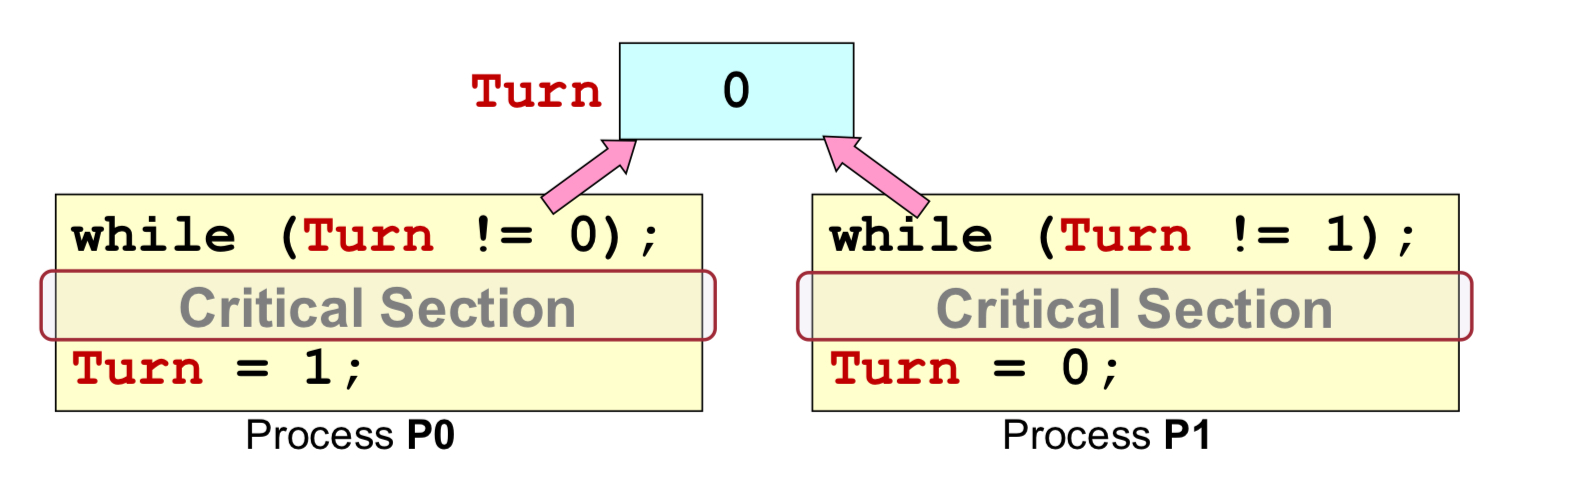 Turn 0
while (Turn != 0);
Critical Section
Turn = 1;
Process P0
while (Turn != 1);
Critical Section
Turn = 0;
Process P1